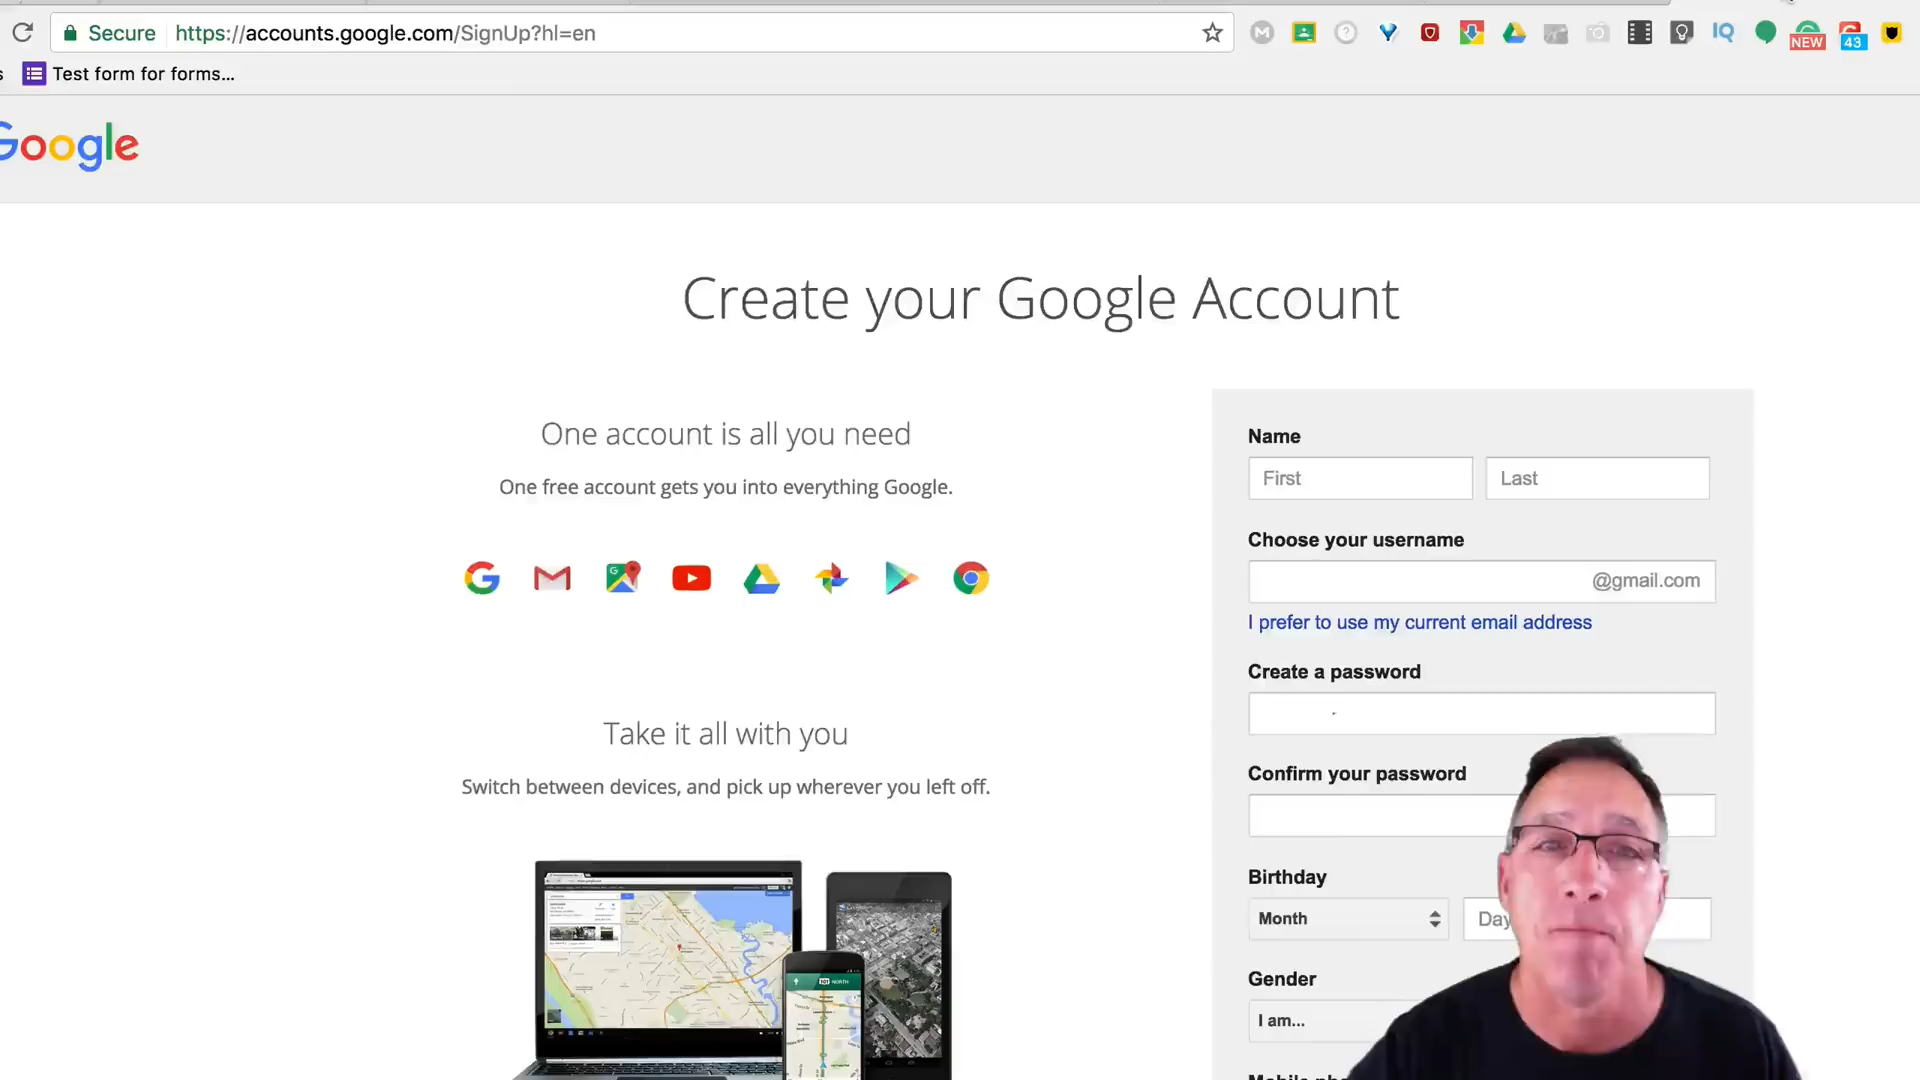 Secure https://accounts.google.com/SignUp?hl=en
IQ
NEW
43
Test form for forms...
Google
Create your Google Account
One account is all you need
One free account gets you into everything Google.
Take it all with you
Switch between devices, and pick up wherever you left off.
Name
First
Last
Choose your username
@gmail.com
I prefer to use my current email address
Create a password
Confirm your password
Birthday
Month
Day
Gender
I am...